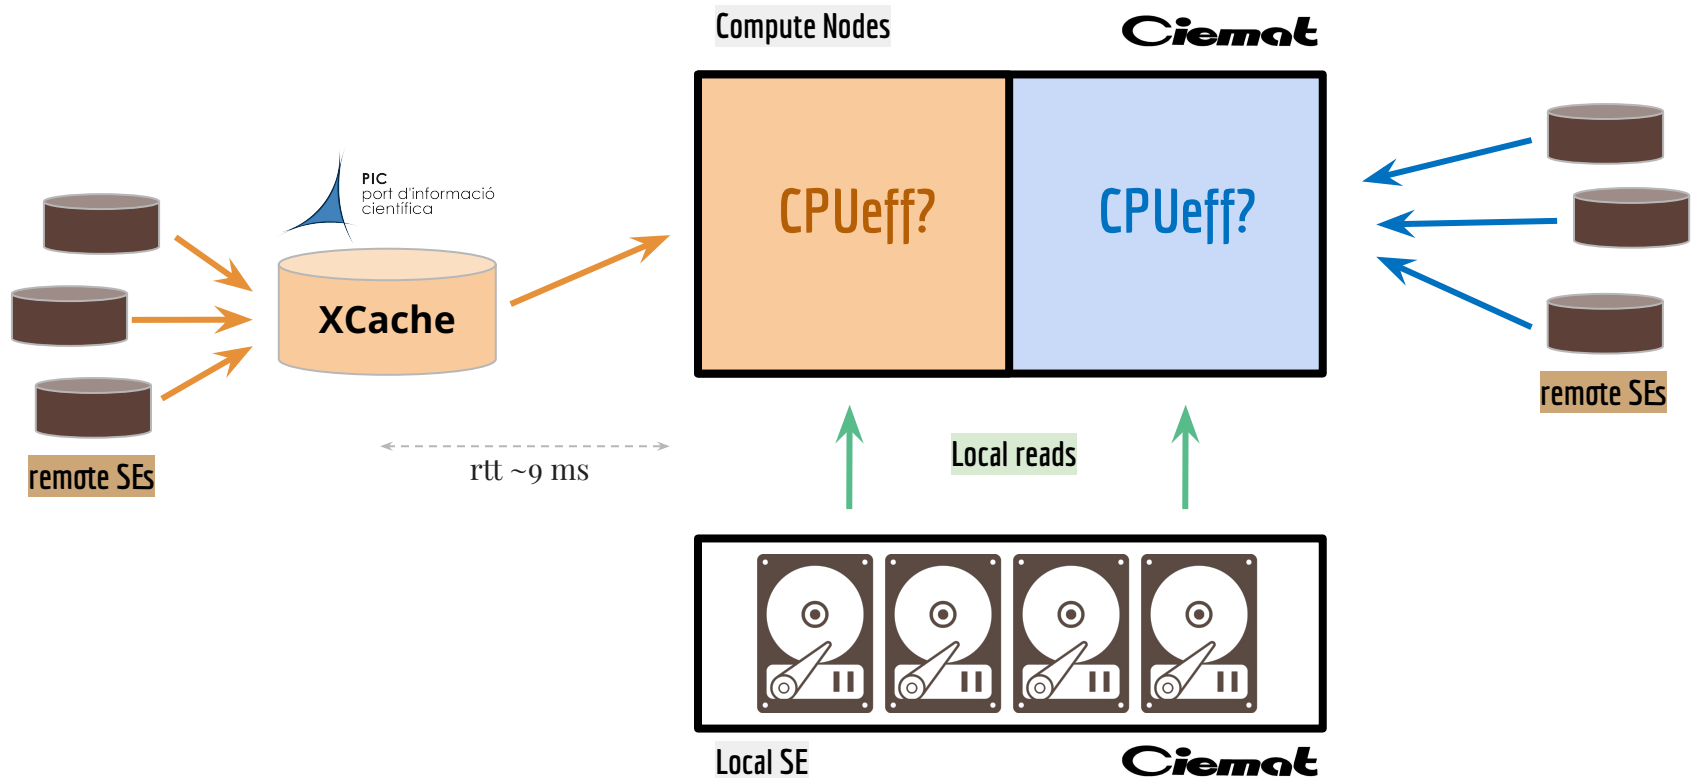 Compute Nodes
Ciemat
PIC
port d'informació
científica
XCache
CPUeff?
CPUeff?
remote SEs
remote SEs
rtt ~9 ms
Local reads
Local SE
Ciemat